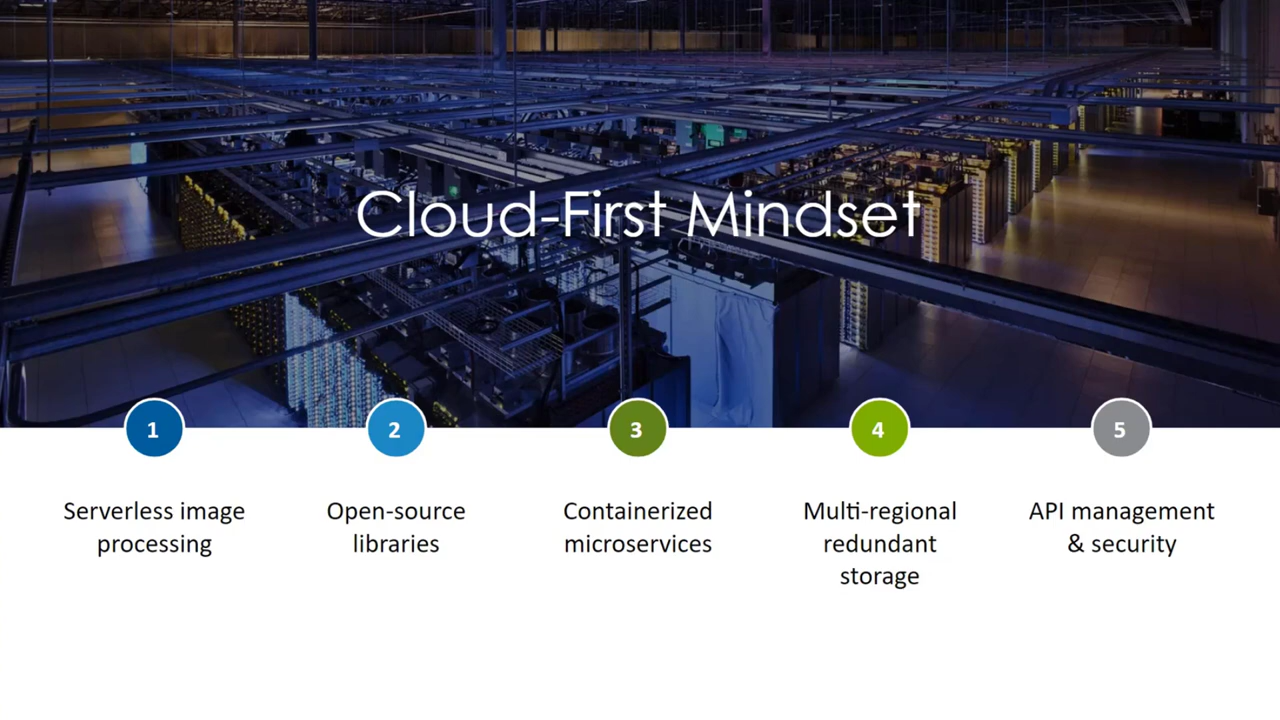 Cloud-First Mindset
1
2
3
4
5
Serverless image
processing
Open-source
libraries
Containerized
microservices
Multi-regional
redundant
storage
API management
& security